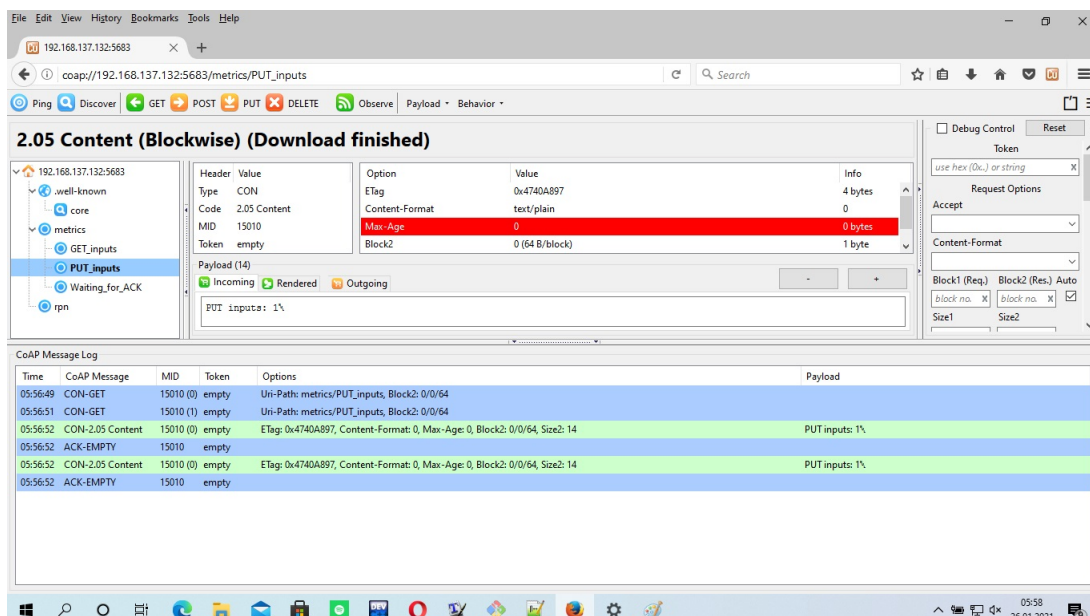 File Edit View History Bookmarks Tools Help
192.168.137.132:5683
coap://192.168.137.132:5683/metrics/PUT_inputs
Search
Ping Discover GET POST PUT DELETE Observe Payload Behavior
2.05 Content (Blockwise) (Download finished)
192.168.137.132:5683
.well-known
core
metrics
GET_inputs
PUT_inputs
Waiting_for_ACK
rpn
Header Value
Type CON
Code 2.05 Content
MID 15010
Token empty
Option Value Info
ETag 0x4740A897 4 bytes
Content-Format text/plain 0
Max-Age 0 0 bytes
Block2 0 (64 B/block) 1 byte
Payload (14)
Incoming Rendered Outgoing
- +
PUT inputs: 1%
Debug Control Reset
Token
use hex (0x..) or string X
Request Options
Accept
Content-Format
Block1 (Req.) Block2 (Res.) Auto
block no. X block no. X
Size1 Size2
CoAP Message Log
Time CoAP Message MID Token Options Payload
05:56:49 CON-GET 15010 (0) empty Uri-Path: metrics/PUT_inputs, Block2: 0/0/64
05:56:51 CON-GET 15010 (1) empty Uri-Path: metrics/PUT_inputs, Block2: 0/0/64
05:56:52 CON-2.05 Content 15010 (0) empty ETag: 0x4740A897, Content-Format: 0, Max-Age: 0, Block2: 0/0/64, Size2: 14 PUT inputs: 1%
05:56:52 ACK-EMPTY 15010 empty
05:56:52 CON-2.05 Content 15010 (0) empty ETag: 0x4740A897, Content-Format: 0, Max-Age: 0, Block2: 0/0/64, Size2: 14 PUT inputs: 1%
05:56:52 ACK-EMPTY 15010 empty
DEV
05:58
26.01.2021